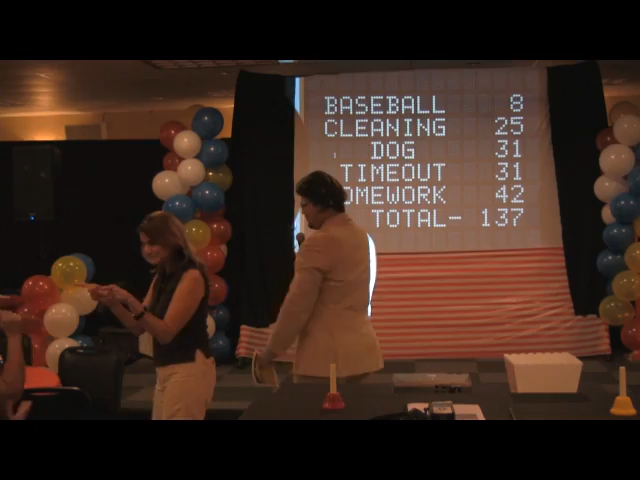 BASEBALL 8
CLEANING 25
DOG 31
TIMEOUT 31
OMEWORK 42
TOTAL- 137